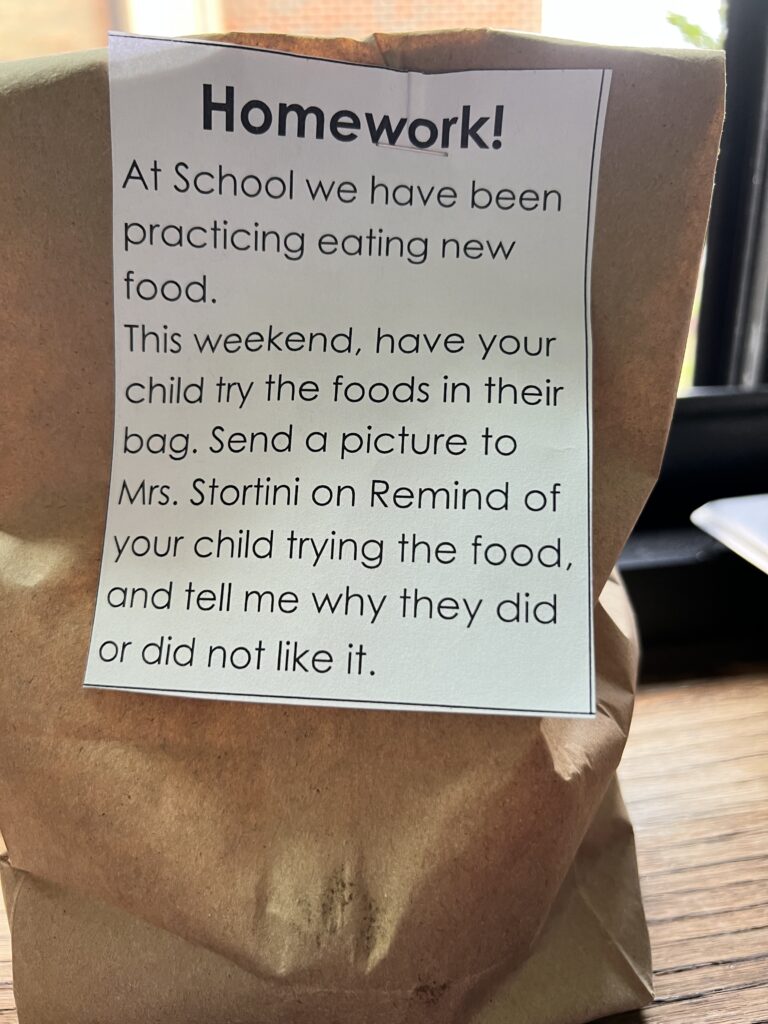 Homework!
At School we have been
practicing eating new
food.
This weekend, have your
child try the foods in their
bag. Send a picture to
Mrs. Stortini on Remind of
your child trying the food,
and tell me why they did
or did not like it.